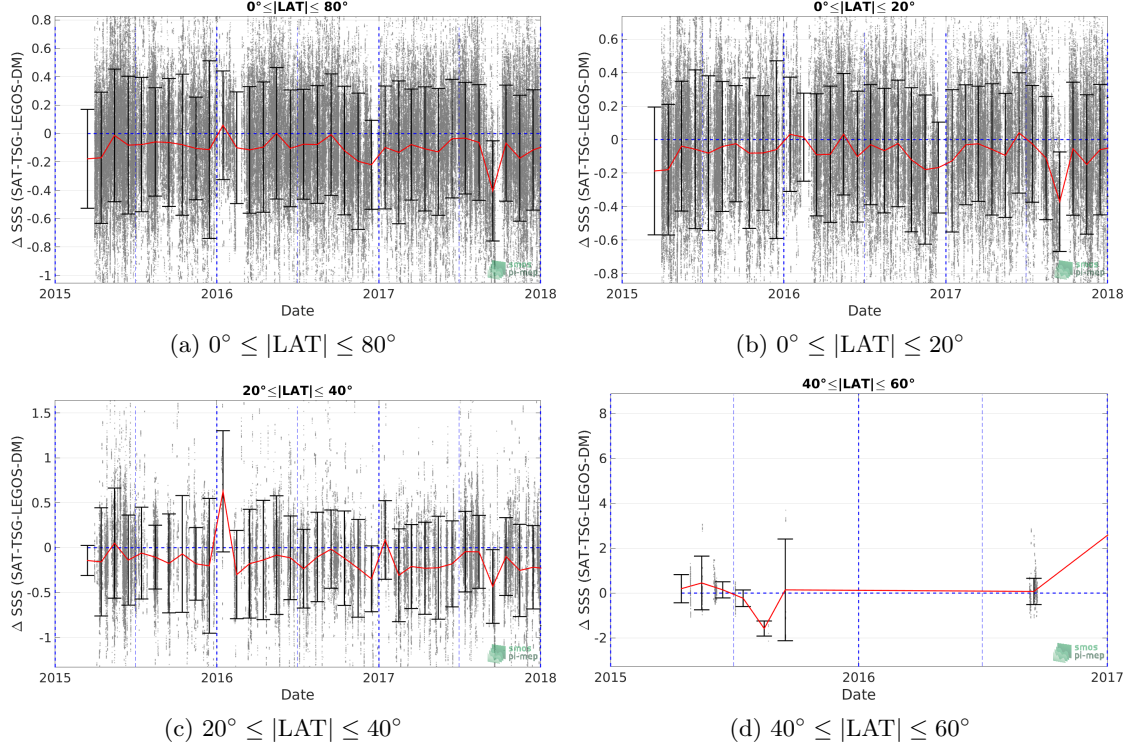 0°≤|LAT|≤ 80°
Δ SSS (SAT-TSG-LEGOS-DM)
0.8
0.6
0.4
0.2
0
-0.2
-0.4
-0.6
-0.8
-1
2015
2016
2017
2018
Date
smos
pi-mep
(a) 0° ≤ |LAT| ≤ 80°
0°≤|LAT|≤ 20°
Δ SSS (SAT-TSG-LEGOS-DM)
0.6
0.4
0.2
0
-0.2
-0.4
-0.6
-0.8
2015
2016
2017
2018
Date
smos
pi-mep
(b) 0° ≤ |LAT| ≤ 20°
20°≤|LAT|≤ 40°
Δ SSS (SAT-TSG-LEGOS-DM)
1.5
1
0.5
0
-0.5
-1
2015
2016
2017
2018
Date
smos
pi-mep
(c) 20° ≤ |LAT| ≤ 40°
40°≤|LAT|≤ 60°
Δ SSS (SAT-TSG-LEGOS-DM)
8
6
4
2
0
-2
2015
2016
2017
Date
smos
pi-mep
(d) 40° ≤ |LAT| ≤ 60°